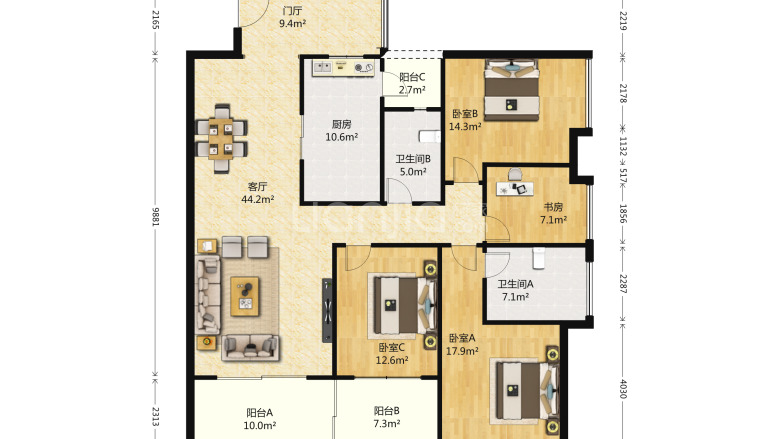 门厅
9.4m²
2165
2219
阳台C
2.7m²
2178
厨房
10.6m²
卧室B
14.3m²
卫生间B
5.0m²
1132
517
客厅
44.2m²
书房
7.1m²
9881
1856
lianjia
卫生间A
7.1m²
2287
卧室C
12.6m²
卧室A
17.9m²
阳台A
10.0m²
阳台B
7.3m²
2313
4030